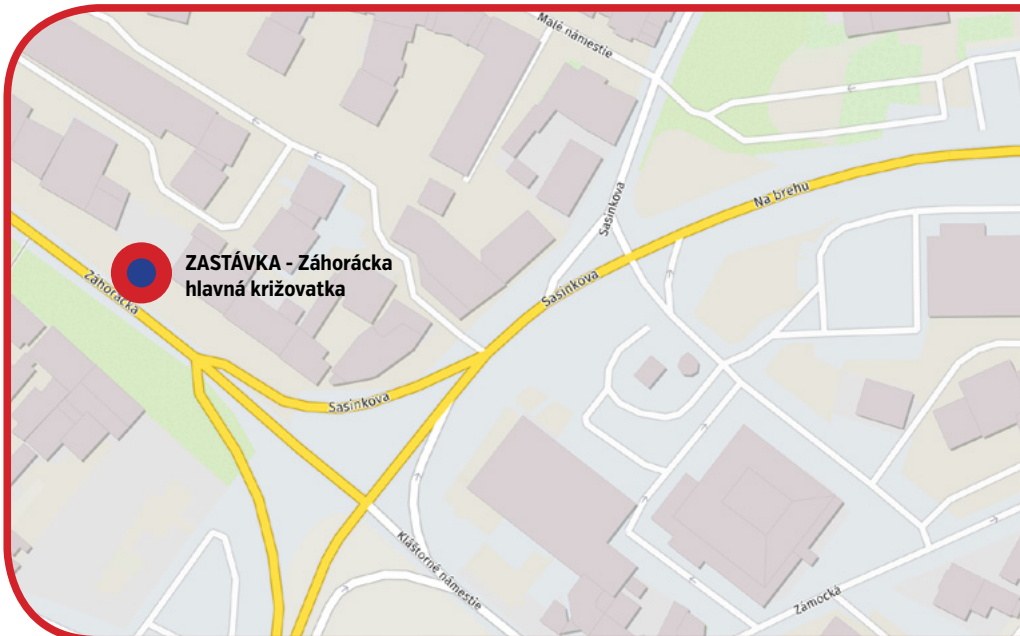 Malé námestie
Sasinkova
Na brehu
ZASTÁVKA - Záhorácka
hlavná križovatka
Záhorácka
Sasinkova
Sasinkova
Kláštorné námestie
Zámocká